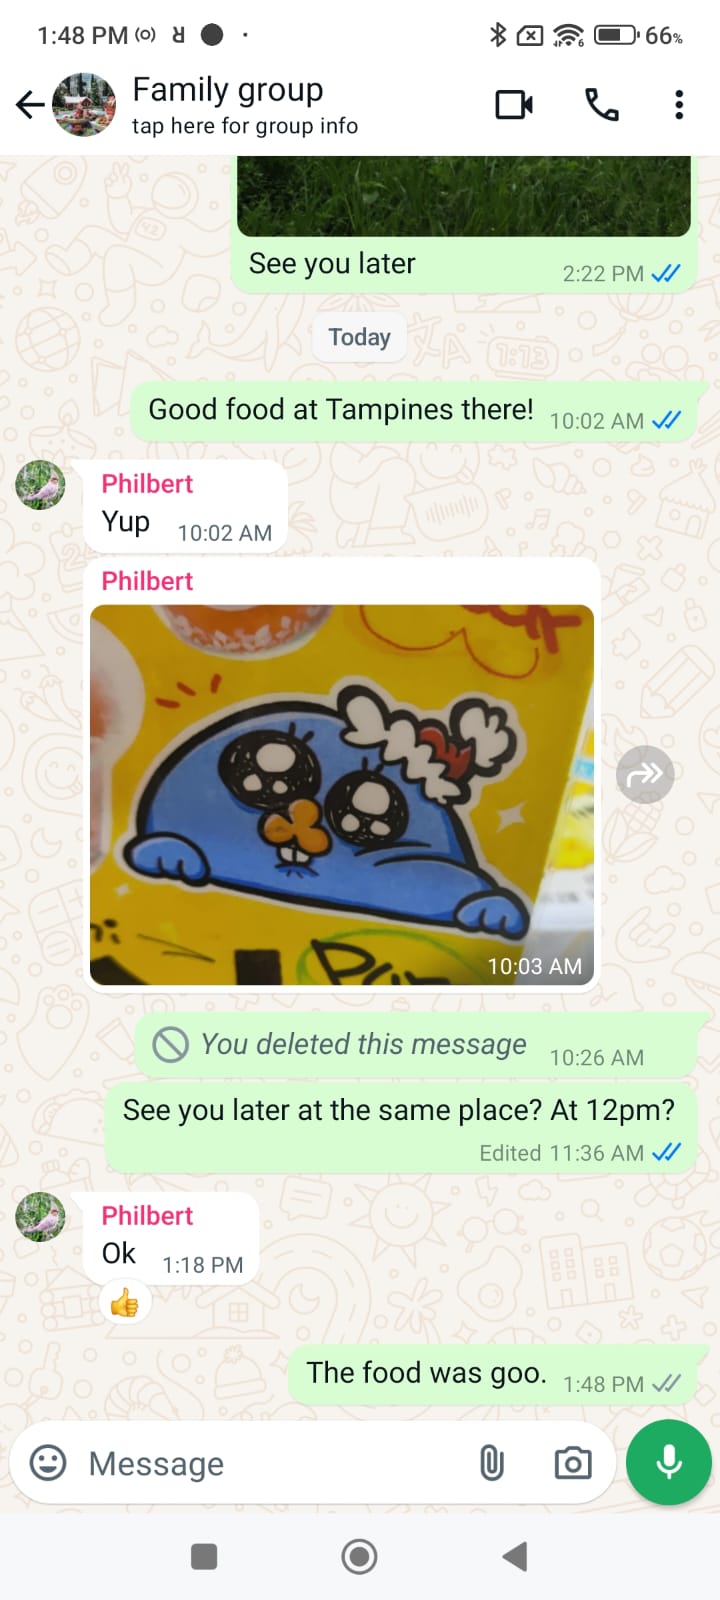 1:48 PM
66%
Family group
tap here for group info
See you later
2:22 PM
Today
Good food at Tampines there! 10:02 AM
Philbert
Yup 10:02 AM
Philbert
10:03 AM
You deleted this message 10:26 AM
See you later at the same place? At 12pm?
Edited 11:36 AM
Philbert
Ok 1:18 PM
The food was goo. 1:48 PM
Message